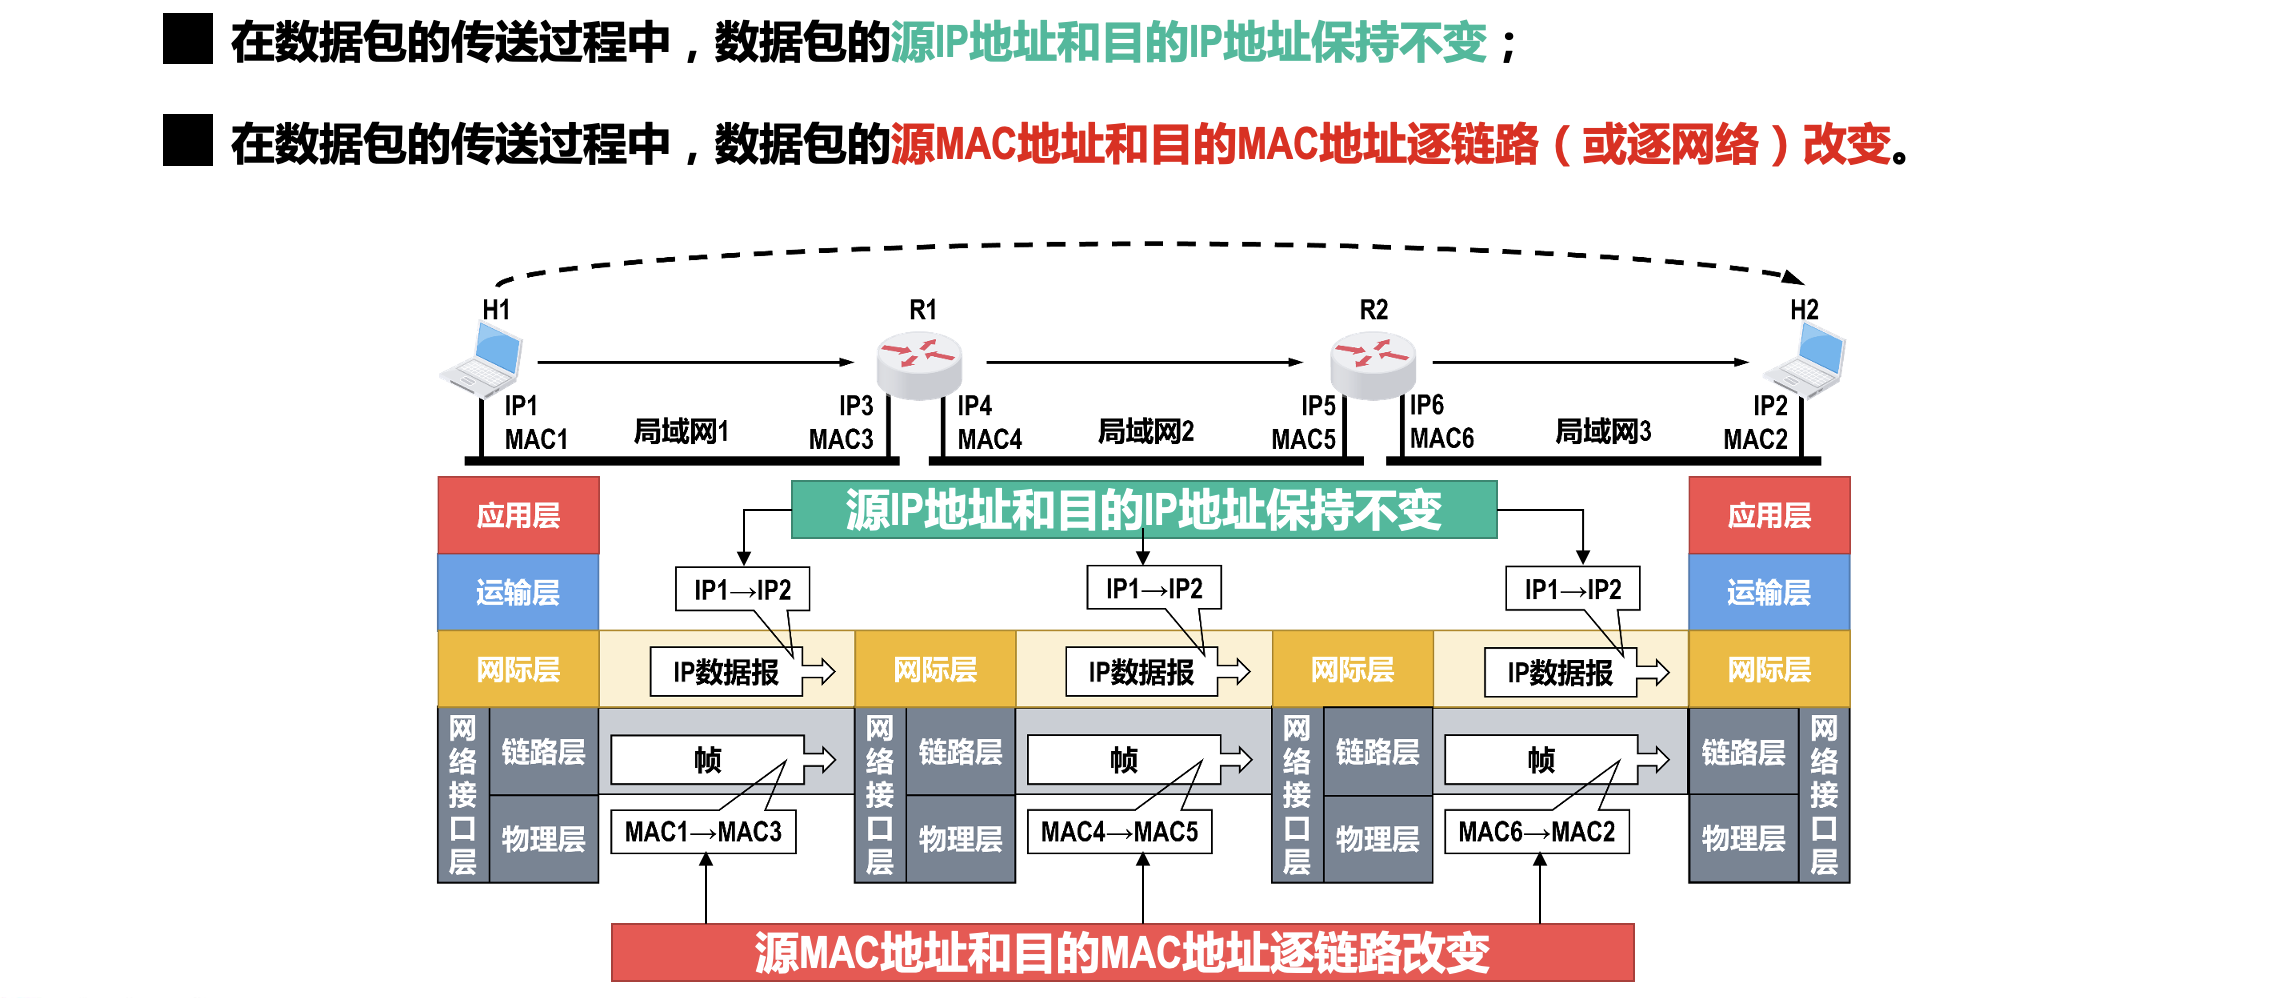 在数据包的传送过程中，数据包的源IP地址和目的IP地址保持不变；
在数据包的传送过程中，数据包的源MAC地址和目的MAC地址逐链路（或逐网络）改变。
H1
R1
R2
H2
IP1
MAC1
局域网1
IP3
MAC3
IP4
MAC4
局域网2
IP5
MAC5
IP6
MAC6
局域网3
IP2
MAC2
应用层
源IP地址和目的IP地址保持不变
应用层
运输层
IP1→IP2
IP1→IP2
IP1→IP2
运输层
网际层
IP数据报
网际层
IP数据报
网际层
IP数据报
网际层
网络接口层
链路层
帧
网络接口层
链路层
帧
网络接口层
链路层
帧
链路层
网络接口层
物理层
MAC1→MAC3
物理层
MAC4→MAC5
物理层
MAC6→MAC2
物理层
源MAC地址和目的MAC地址逐链路改变